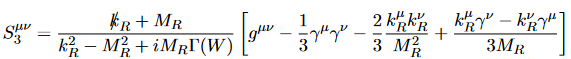 $$S_3^{\mu\nu} = \frac{\not{k}_R + M_R}{k_R^2 - M_R^2 + iM_R\Gamma(W)} \left[ g^{\mu\nu} - \frac{1}{3}\gamma^\mu\gamma^\nu - \frac{2}{3}\frac{k_R^\mu k_R^\nu}{M_R^2} + \frac{k_R^\mu\gamma^\nu - k_R^\nu\gamma^\mu}{3M_R} \right]$$